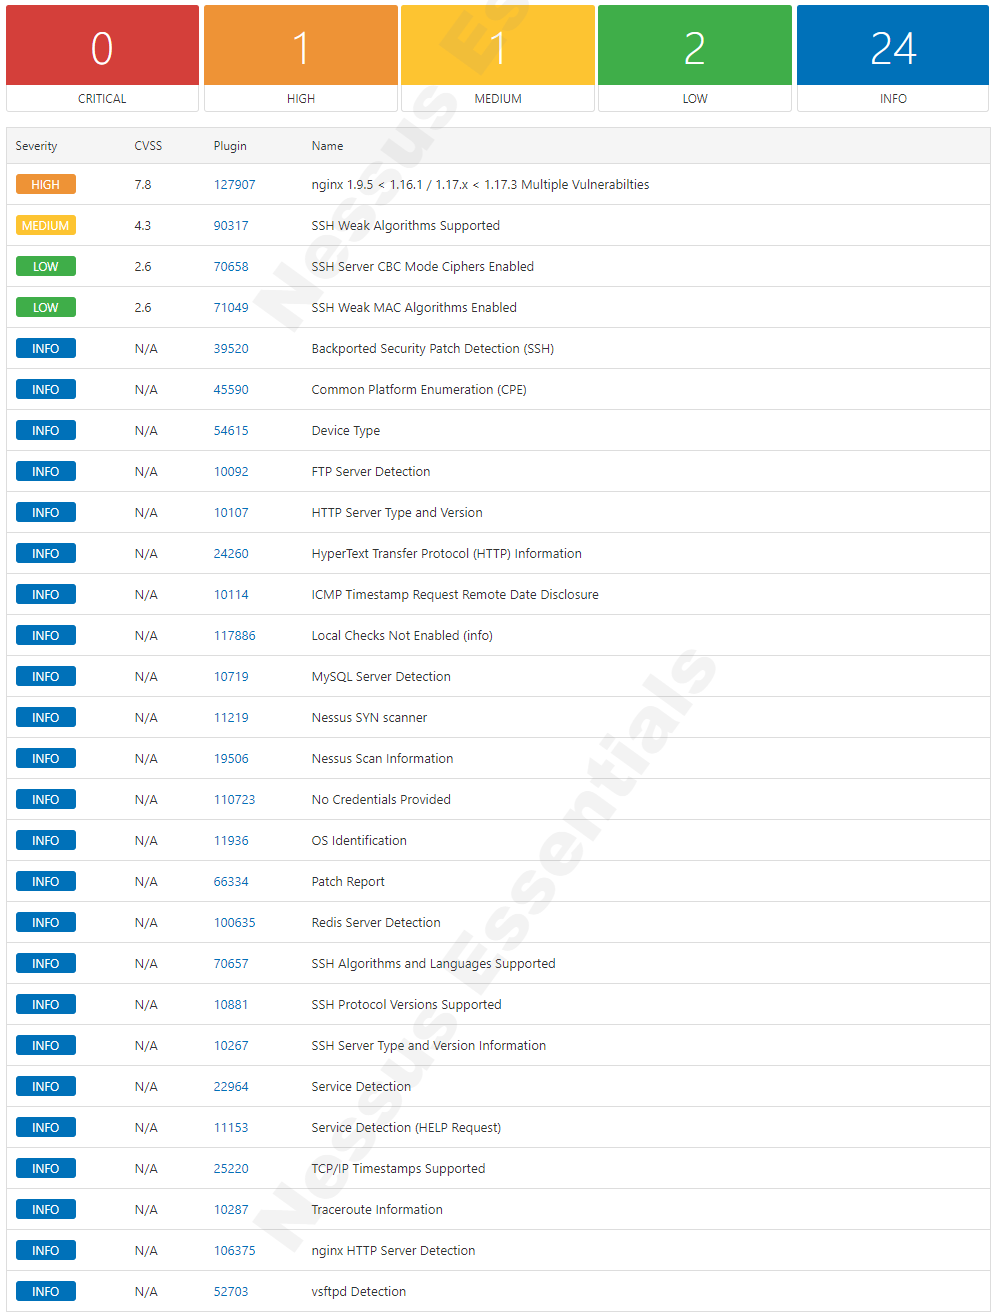 0 1 1 2 24
CRITICAL HIGH MEDIUM LOW INFO
Severity CVSS Plugin Name
HIGH 7.8 127907 nginx 1.9.5 < 1.16.1 / 1.17.x < 1.17.3 Multiple Vulnerabilties
MEDIUM 4.3 90317 SSH Weak Algorithms Supported
LOW 2.6 70658 SSH Server CBC Mode Ciphers Enabled
LOW 2.6 71049 SSH Weak MAC Algorithms Enabled
INFO N/A 39520 Backported Security Patch Detection (SSH)
INFO N/A 45590 Common Platform Enumeration (CPE)
INFO N/A 54615 Device Type
INFO N/A 10092 FTP Server Detection
INFO N/A 10107 HTTP Server Type and Version
INFO N/A 24260 HyperText Transfer Protocol (HTTP) Information
INFO N/A 10114 ICMP Timestamp Request Remote Date Disclosure
INFO N/A 117886 Local Checks Not Enabled (info)
INFO N/A 10719 MySQL Server Detection
INFO N/A 11219 Nessus SYN scanner
INFO N/A 19506 Nessus Scan Information
INFO N/A 110723 No Credentials Provided
INFO N/A 11936 OS Identification
INFO N/A 66334 Patch Report
INFO N/A 100635 Redis Server Detection
INFO N/A 70657 SSH Algorithms and Languages Supported
INFO N/A 10881 SSH Protocol Versions Supported
INFO N/A 10267 SSH Server Type and Version Information
INFO N/A 22964 Service Detection
INFO N/A 11153 Service Detection (HELP Request)
INFO N/A 25220 TCP/IP Timestamps Supported
INFO N/A 10287 Traceroute Information
INFO N/A 106375 nginx HTTP Server Detection
INFO N/A 52703 vsftpd Detection
Nessus Es
Nessus Essentials